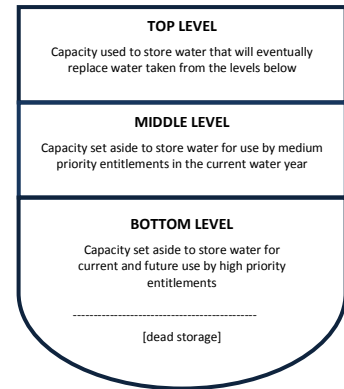 TOP LEVEL
Capacity used to store water that will eventually
replace water taken from the levels below
MIDDLE LEVEL
Capacity set aside to store water for use by medium
priority entitlements in the current water year
BOTTOM LEVEL
Capacity set aside to store water for
current and future use by high priority
entitlements
---------------------------------------------
[dead storage]